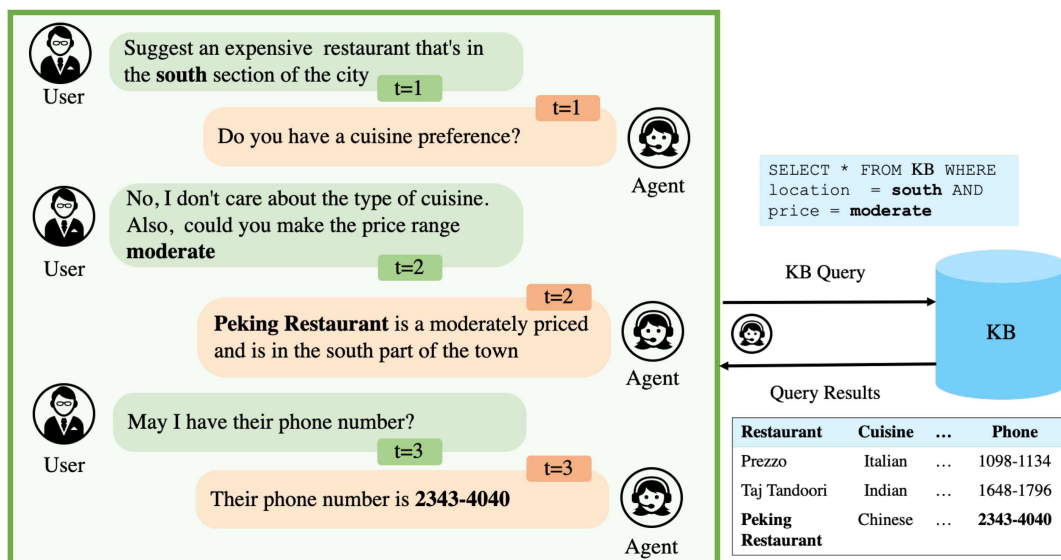 Suggest an expensive restaurant that's in
the south section of the city
t=1
User
t=1
Do you have a cuisine preference?
Agent
No, I don't care about the type of cuisine.
Also, could you make the price range
moderate
t=2
User
t=2
Peking Restaurant is a moderately priced
and is in the south part of the town
Agent
May I have their phone number?
t=3
User
t=3
Their phone number is 2343-4040
Agent
SELECT * FROM KB WHERE
location = south AND
price = moderate
KB Query
KB
Query Results
Restaurant Cuisine ... Phone
Prezzo Italian ... 1098-1134
Taj Tandoori Indian ... 1648-1796
Peking Chinese ... 2343-4040
Restaurant